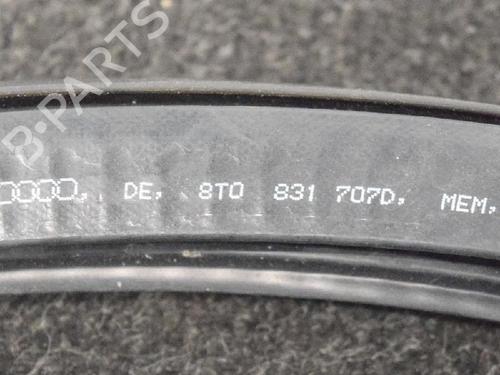 B-PARTS
DE, 8T0 831 707D, MEM,